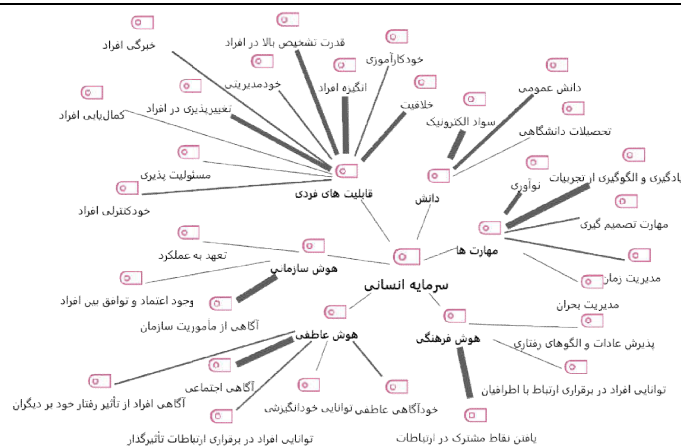 خبرگی افراد
قدرت تشخیص بالا در افراد
خودکارآموزی
خودمدیریتی
انگیزه افراد
دانش عمومی
کمال‌یابی افراد
تغییرپذیری در افراد
خلاقیت
سواد الکترونیک
تحصیلات دانشگاهی
مسئولیت پذیری
قابلیت های فردی
دانش
نوآوری
یادگیری و الگوگیری از تجربیات
خودکنترلی افراد
مهارت تصمیم گیری
تعهد به عملکرد
هوش سازمانی
سرمایه انسانی
مهارت ها
مدیریت زمان
وجود اعتماد و توافق بین افراد
مدیریت بحران
آگاهی از مأموریت سازمان
هوش عاطفی
هوش فرهنگی
پذیرش عادات و الگوهای رفتاری
آگاهی اجتماعی
توانایی افراد در برقراری ارتباط با اطرافیان
آگاهی افراد از تأثیر رفتار خود بر دیگران
توانایی خودانگیزشی
خودآگاهی عاطفی
توانایی افراد در برقراری ارتباطات تأثیرگذار
یافتن نقاط مشترک در ارتباطات